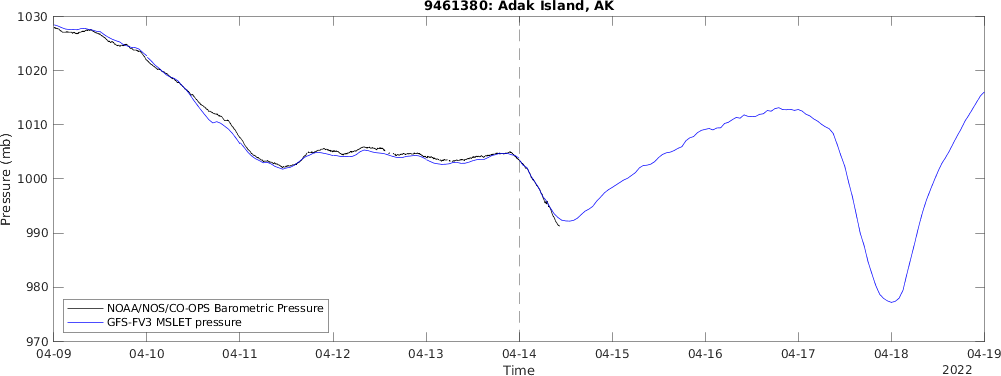 9461380: Adak Island, AK
1030
1020
1010
1000
990
980
970
Pressure (mb)
NOAA/NOS/CO-OPS Barometric Pressure
GFS-FV3 MSLET pressure
04-09 04-10 04-11 04-12 04-13 04-14 04-15 04-16 04-17 04-18 04-19
Time
2022